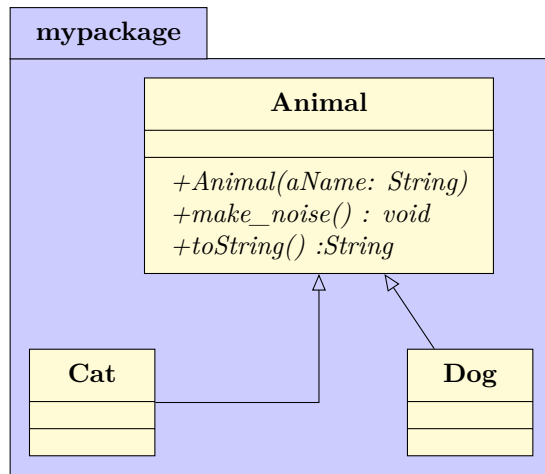 mypackage
Animal
+Animal(aName: String)
+make_noise() : void
+toString() :String
Cat
Dog